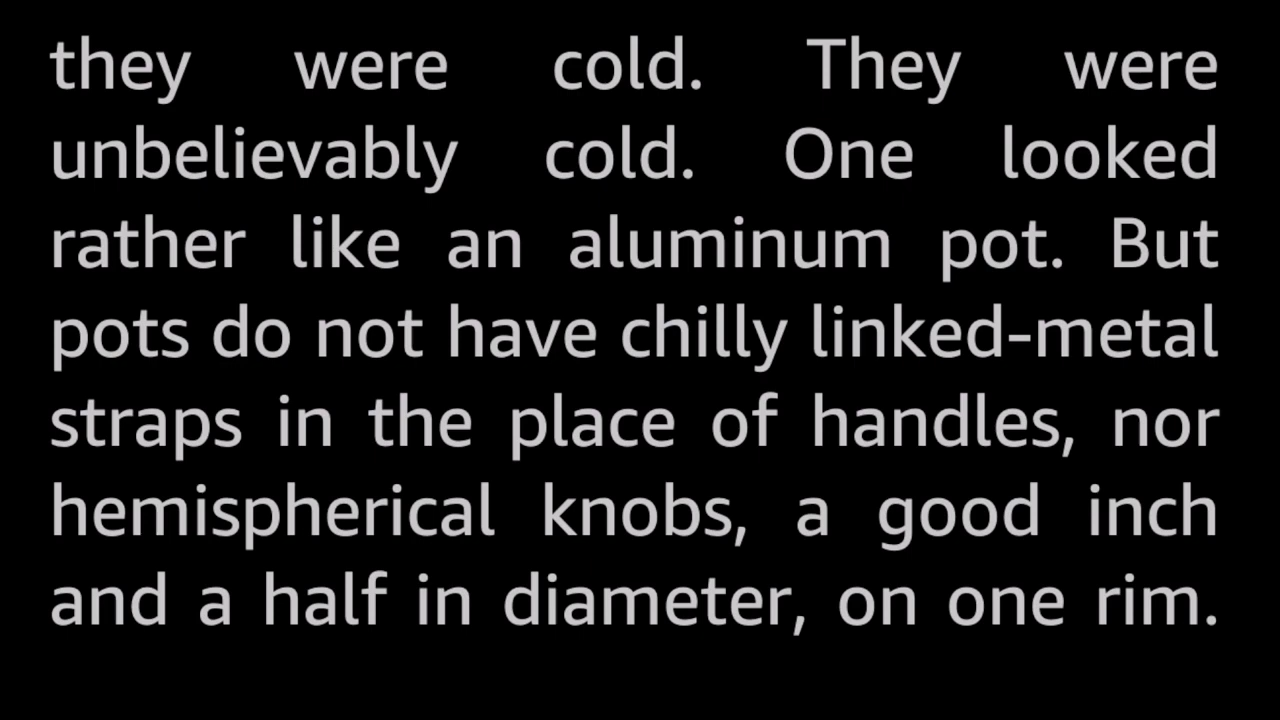 they were cold. They were
unbelievably cold. One looked
rather like an aluminum pot. But
pots do not have chilly linked-metal
straps in the place of handles, nor
hemispherical knobs, a good inch
and a half in diameter, on one rim.